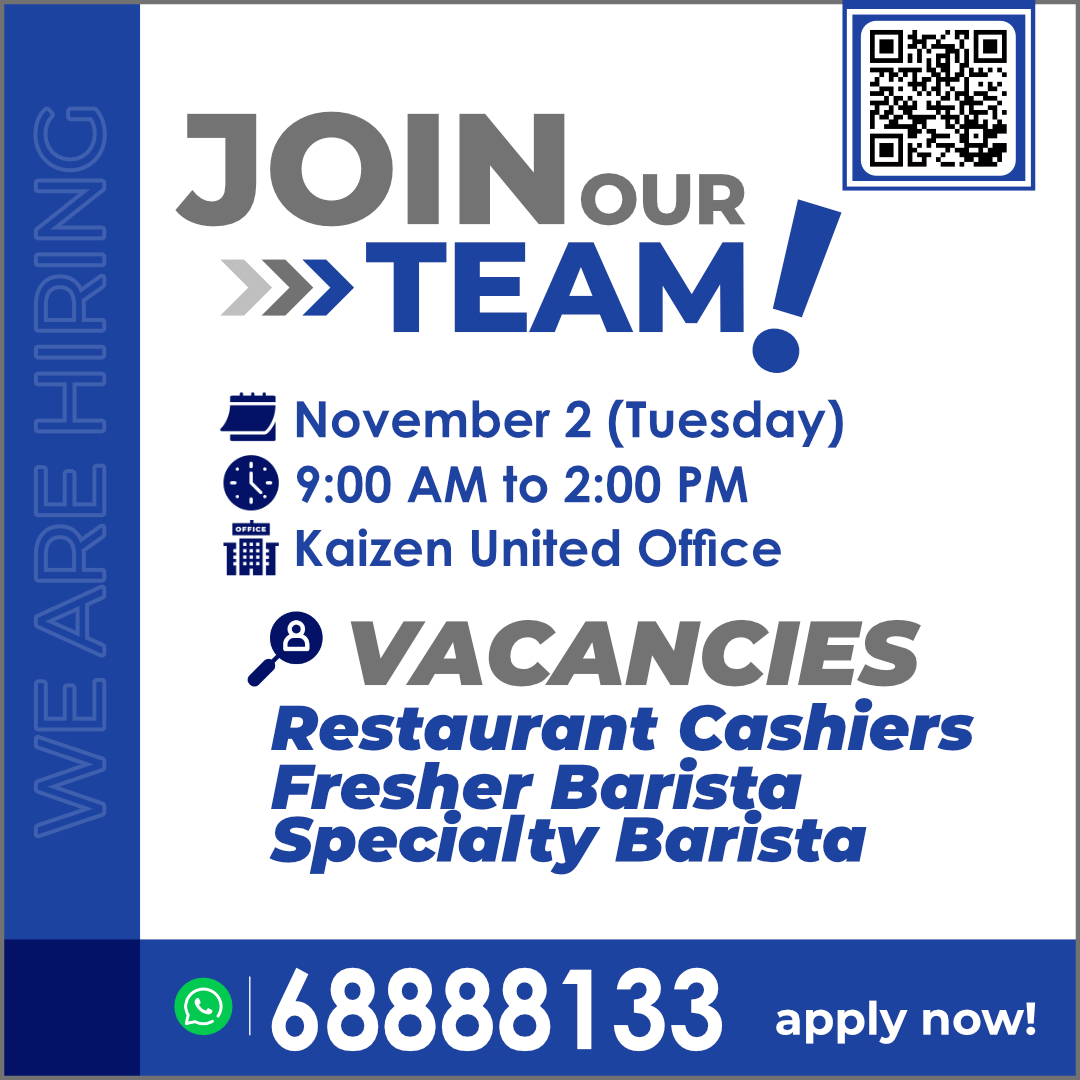 WE ARE HIRING
JOIN OUR
TEAM!
November 2 (Tuesday)
9:00 AM to 2:00 PM
OFFICE
Kaizen United Office
VACANCIES
Restaurant Cashiers
Fresher Barista
Specialty Barista
68888133
apply now!